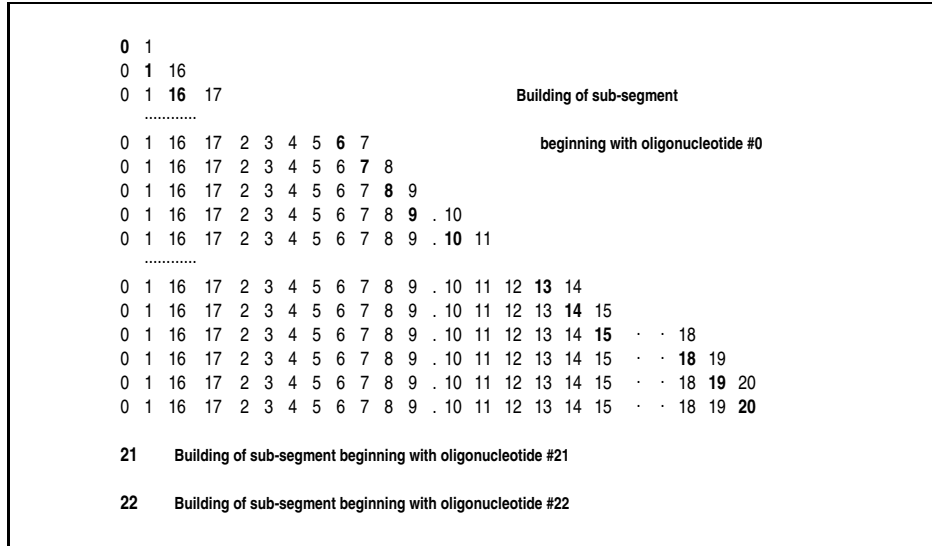 0 1
0 1 16
0 1 16 17 Building of sub-segment
............
0 1 16 17 2 3 4 5 6 7 beginning with oligonucleotide #0
0 1 16 17 2 3 4 5 6 7 8
0 1 16 17 2 3 4 5 6 7 8 9
0 1 16 17 2 3 4 5 6 7 8 9 . 10
0 1 16 17 2 3 4 5 6 7 8 9 . 10 11
............
0 1 16 17 2 3 4 5 6 7 8 9 . 10 11 12 13 14
0 1 16 17 2 3 4 5 6 7 8 9 . 10 11 12 13 14 15
0 1 16 17 2 3 4 5 6 7 8 9 . 10 11 12 13 14 15 · · 18
0 1 16 17 2 3 4 5 6 7 8 9 . 10 11 12 13 14 15 · · 18 19
0 1 16 17 2 3 4 5 6 7 8 9 . 10 11 12 13 14 15 · · 18 19 20
0 1 16 17 2 3 4 5 6 7 8 9 . 10 11 12 13 14 15 · · 18 19 20
21 Building of sub-segment beginning with oligonucleotide #21
22 Building of sub-segment beginning with oligonucleotide #22